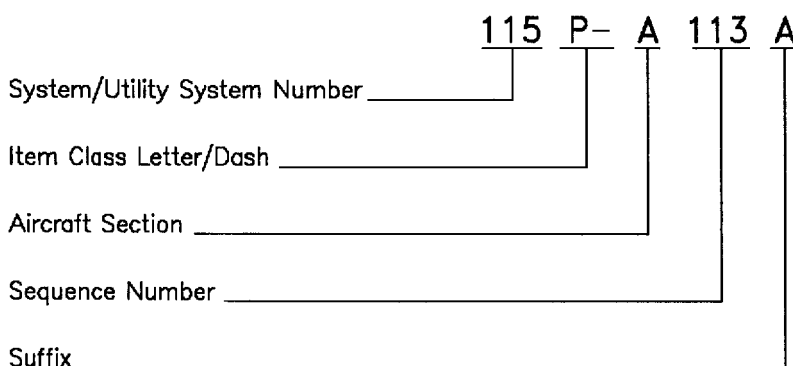 115 P- A 113 A
System/Utility System Number
Item Class Letter/Dash
Aircraft Section
Sequence Number
Suffix